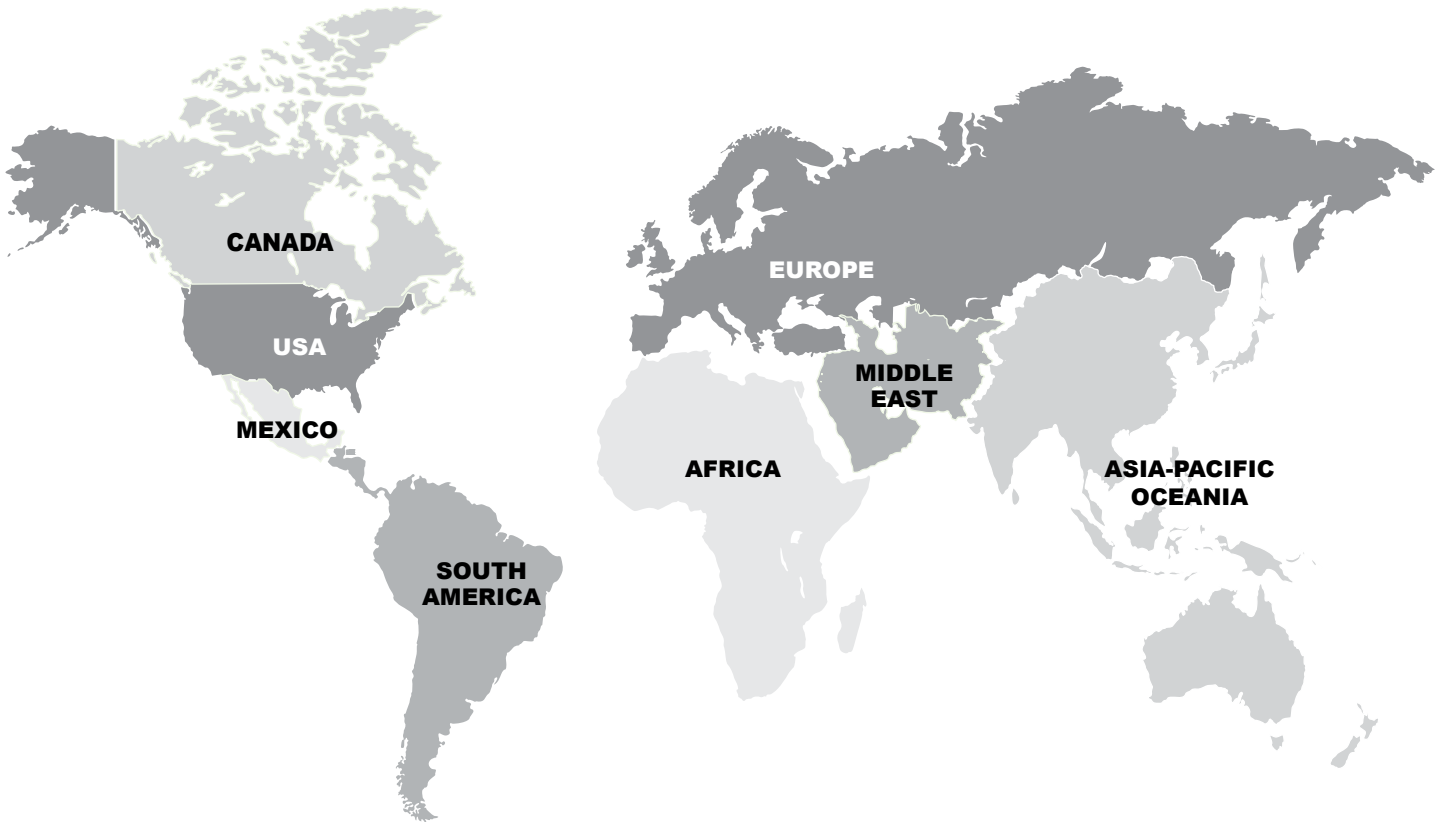 CANADA
USA
MEXICO
SOUTH
AMERICA
EUROPE
MIDDLE
EAST
AFRICA
ASIA-PACIFIC
OCEANIA